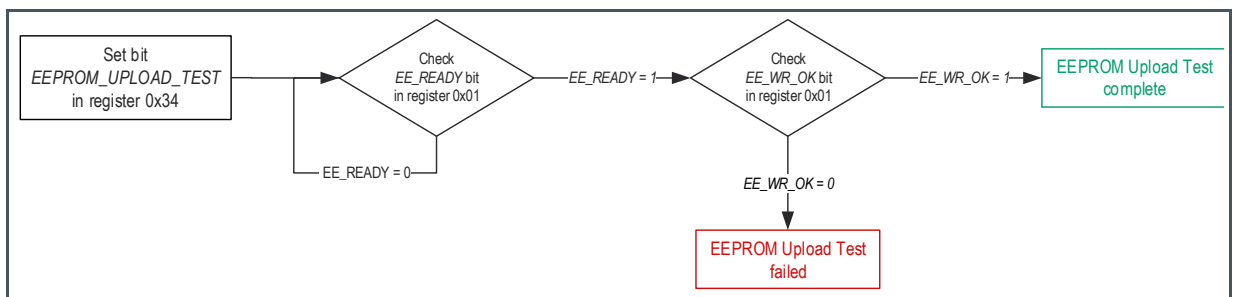 Set bit
EEPROM_UPLOAD_TEST
in register 0x34
Check
EE_READY bit
in register 0x01
EE_READY = 0
EE_READY = 1
Check
EE_WR_OK bit
in register 0x01
EE_WR_OK = 1
EEPROM Upload Test
complete
EE_WR_OK = 0
EEPROM Upload Test
failed